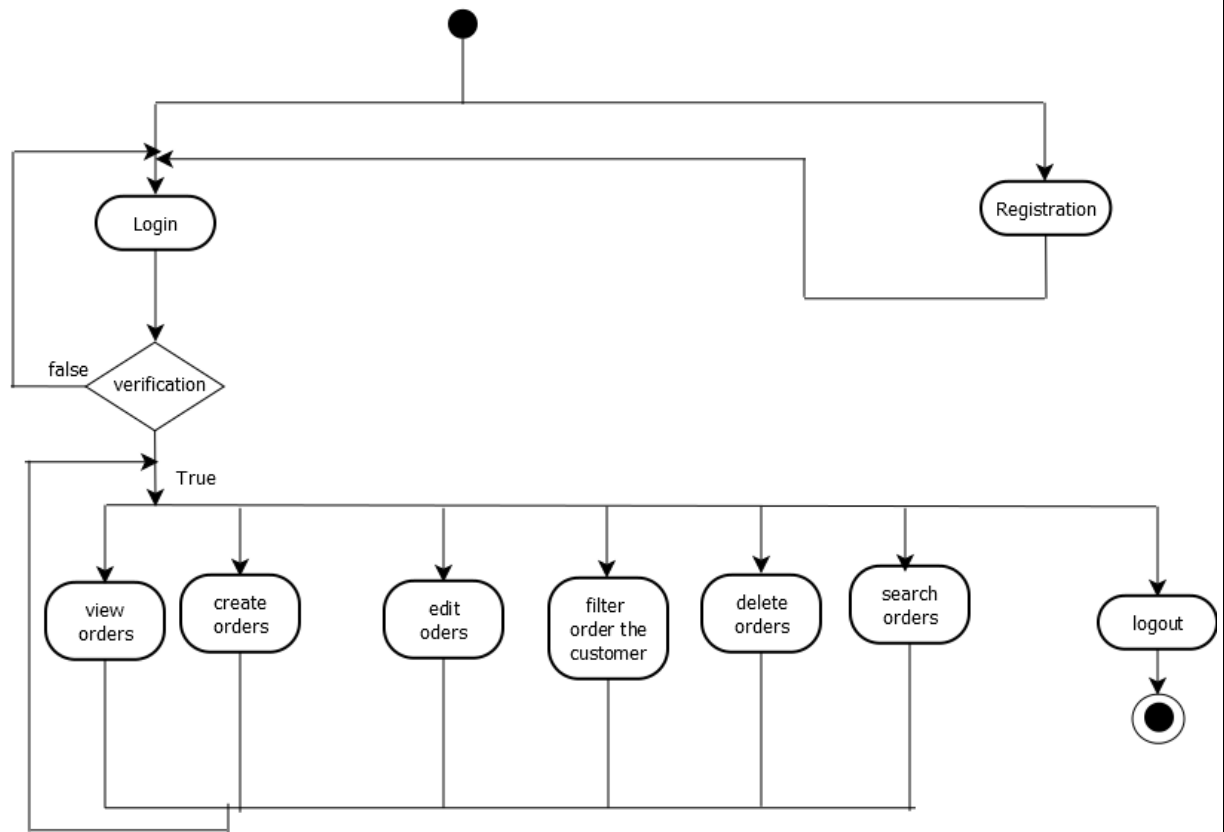 Login
Registration
false
verification
True
view
orders
create
orders
edit
oders
filter
order the
customer
delete
orders
search
orders
logout